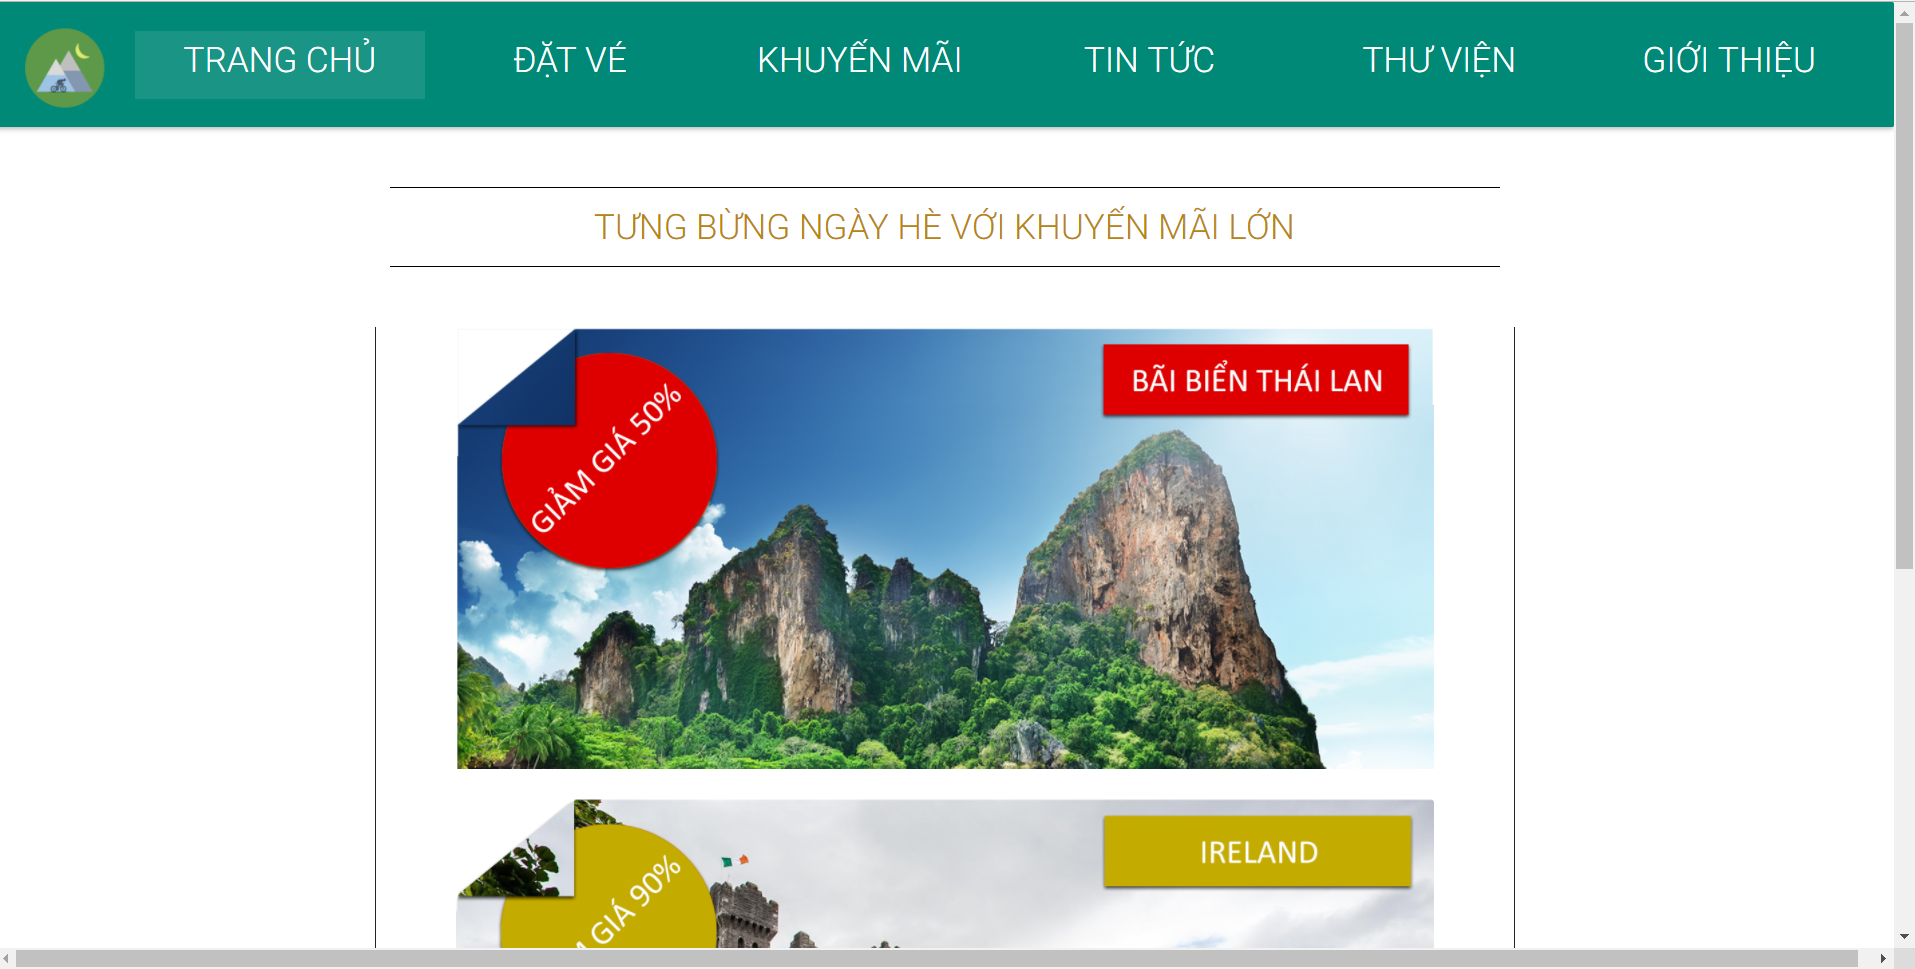 TRANG CHỦ
ĐẶT VÉ
KHUYẾN MÃI
TIN TỨC
THƯ VIỆN
GIỚI THIỆU
TƯNG BỪNG NGÀY HÈ VỚI KHUYẾN MÃI LỚN
GIẢM GIÁ 50%
BÃI BIỂN THÁI LAN
GIÁ 90%
IRELAND